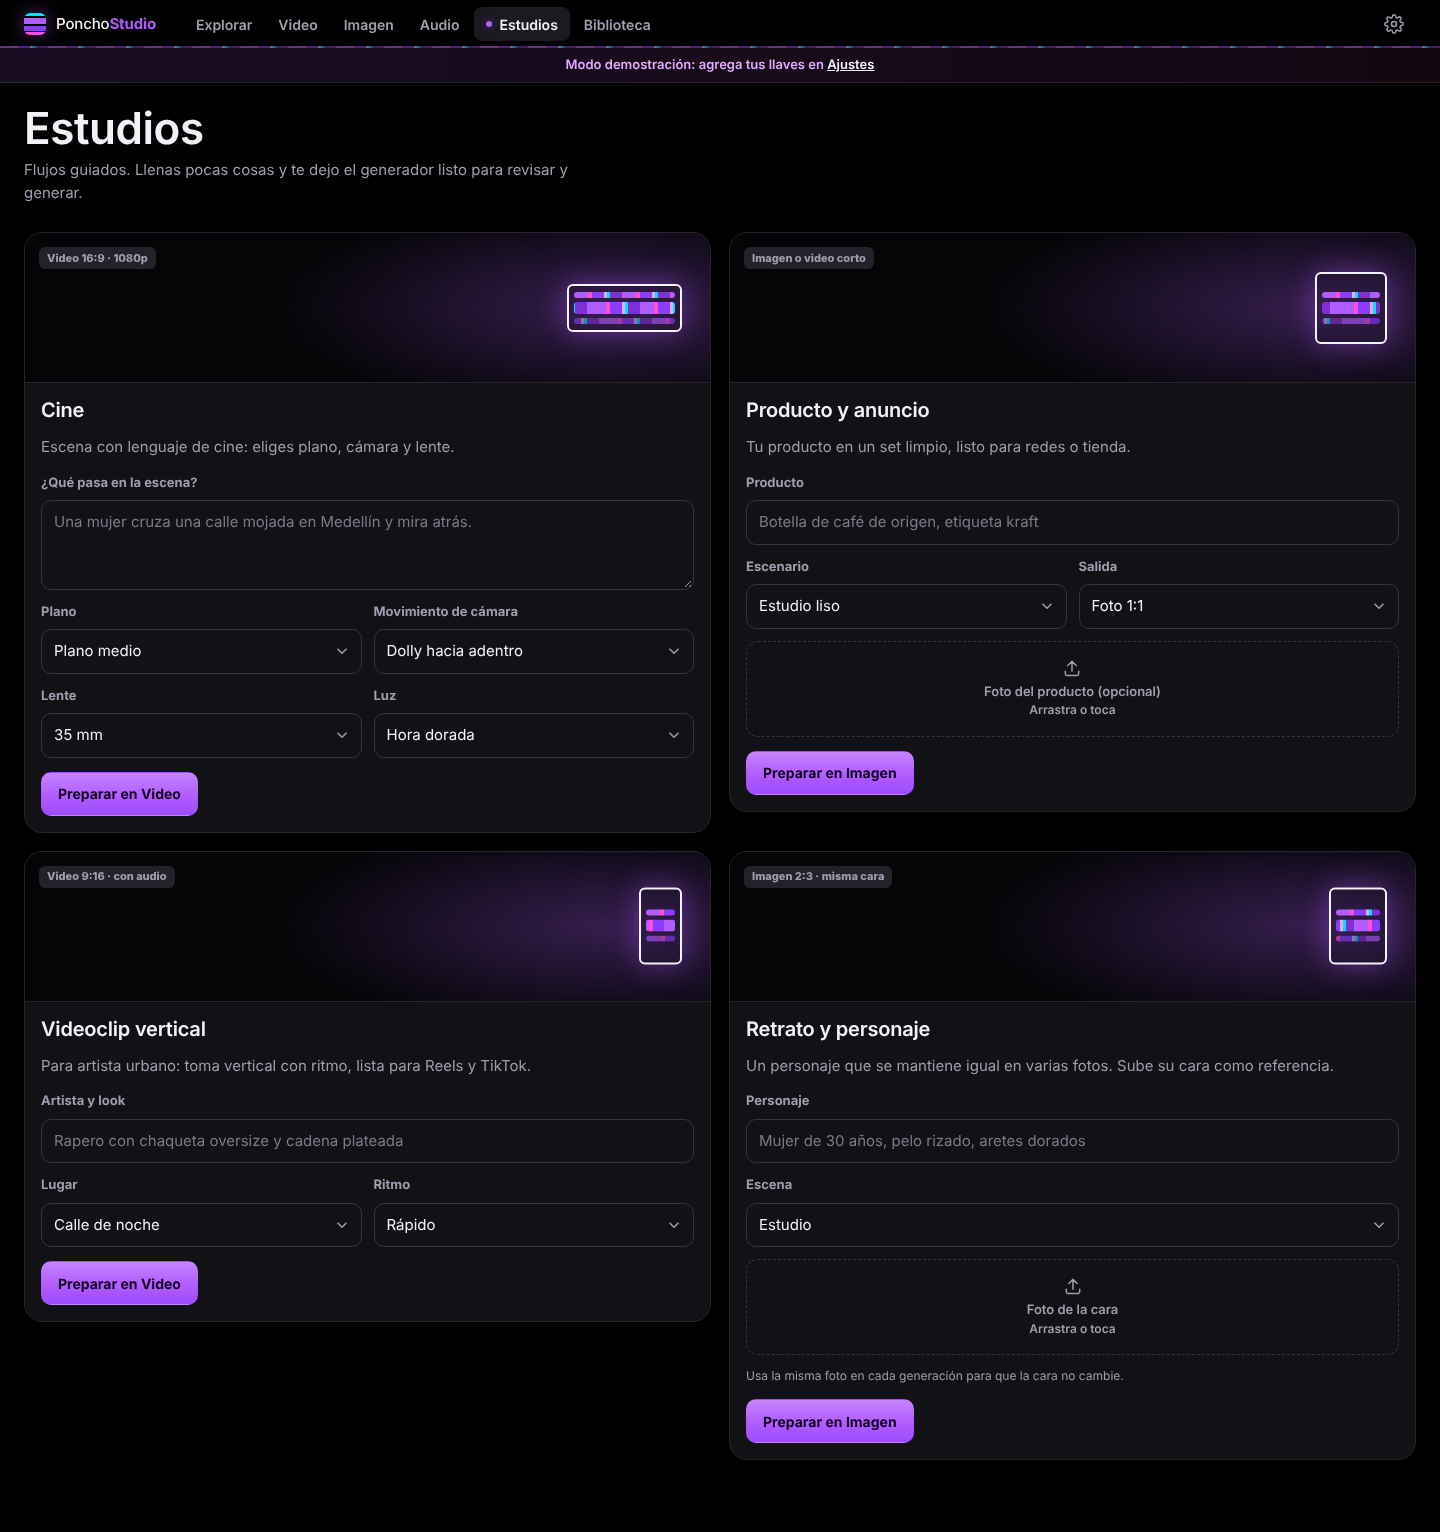 PonchoStudio
Explorar
Video
Imagen
Audio
Estudios
Biblioteca
Modo demostración: agrega tus llaves en Ajustes
Estudios
Flujos guiados. Llenas pocas cosas y te dejo el generador listo para revisar y
generar.
Video 16:9 · 1080p
Cine
Escena con lenguaje de cine: eliges plano, cámara y lente.
¿Qué pasa en la escena?
Una mujer cruza una calle mojada en Medellín y mira atrás.
Plano
Movimiento de cámara
Plano medio
Dolly hacia adentro
Lente
Luz
35 mm
Hora dorada
Preparar en Video
Imagen o video corto
Producto y anuncio
Tu producto en un set limpio, listo para redes o tienda.
Producto
Botella de café de origen, etiqueta kraft
Escenario
Salida
Estudio liso
Foto 1:1
Foto del producto (opcional)
Arrastra o toca
Preparar en Imagen
Video 9:16 · con audio
Videoclip vertical
Para artista urbano: toma vertical con ritmo, lista para Reels y TikTok.
Artista y look
Rapero con chaqueta oversize y cadena plateada
Lugar
Ritmo
Calle de noche
Rápido
Preparar en Video
Imagen 2:3 · misma cara
Retrato y personaje
Un personaje que se mantiene igual en varias fotos. Sube su cara como referencia.
Personaje
Mujer de 30 años, pelo rizado, aretes dorados
Escena
Estudio
Foto de la cara
Arrastra o toca
Usa la misma foto en cada generación para que la cara no cambie.
Preparar en Imagen